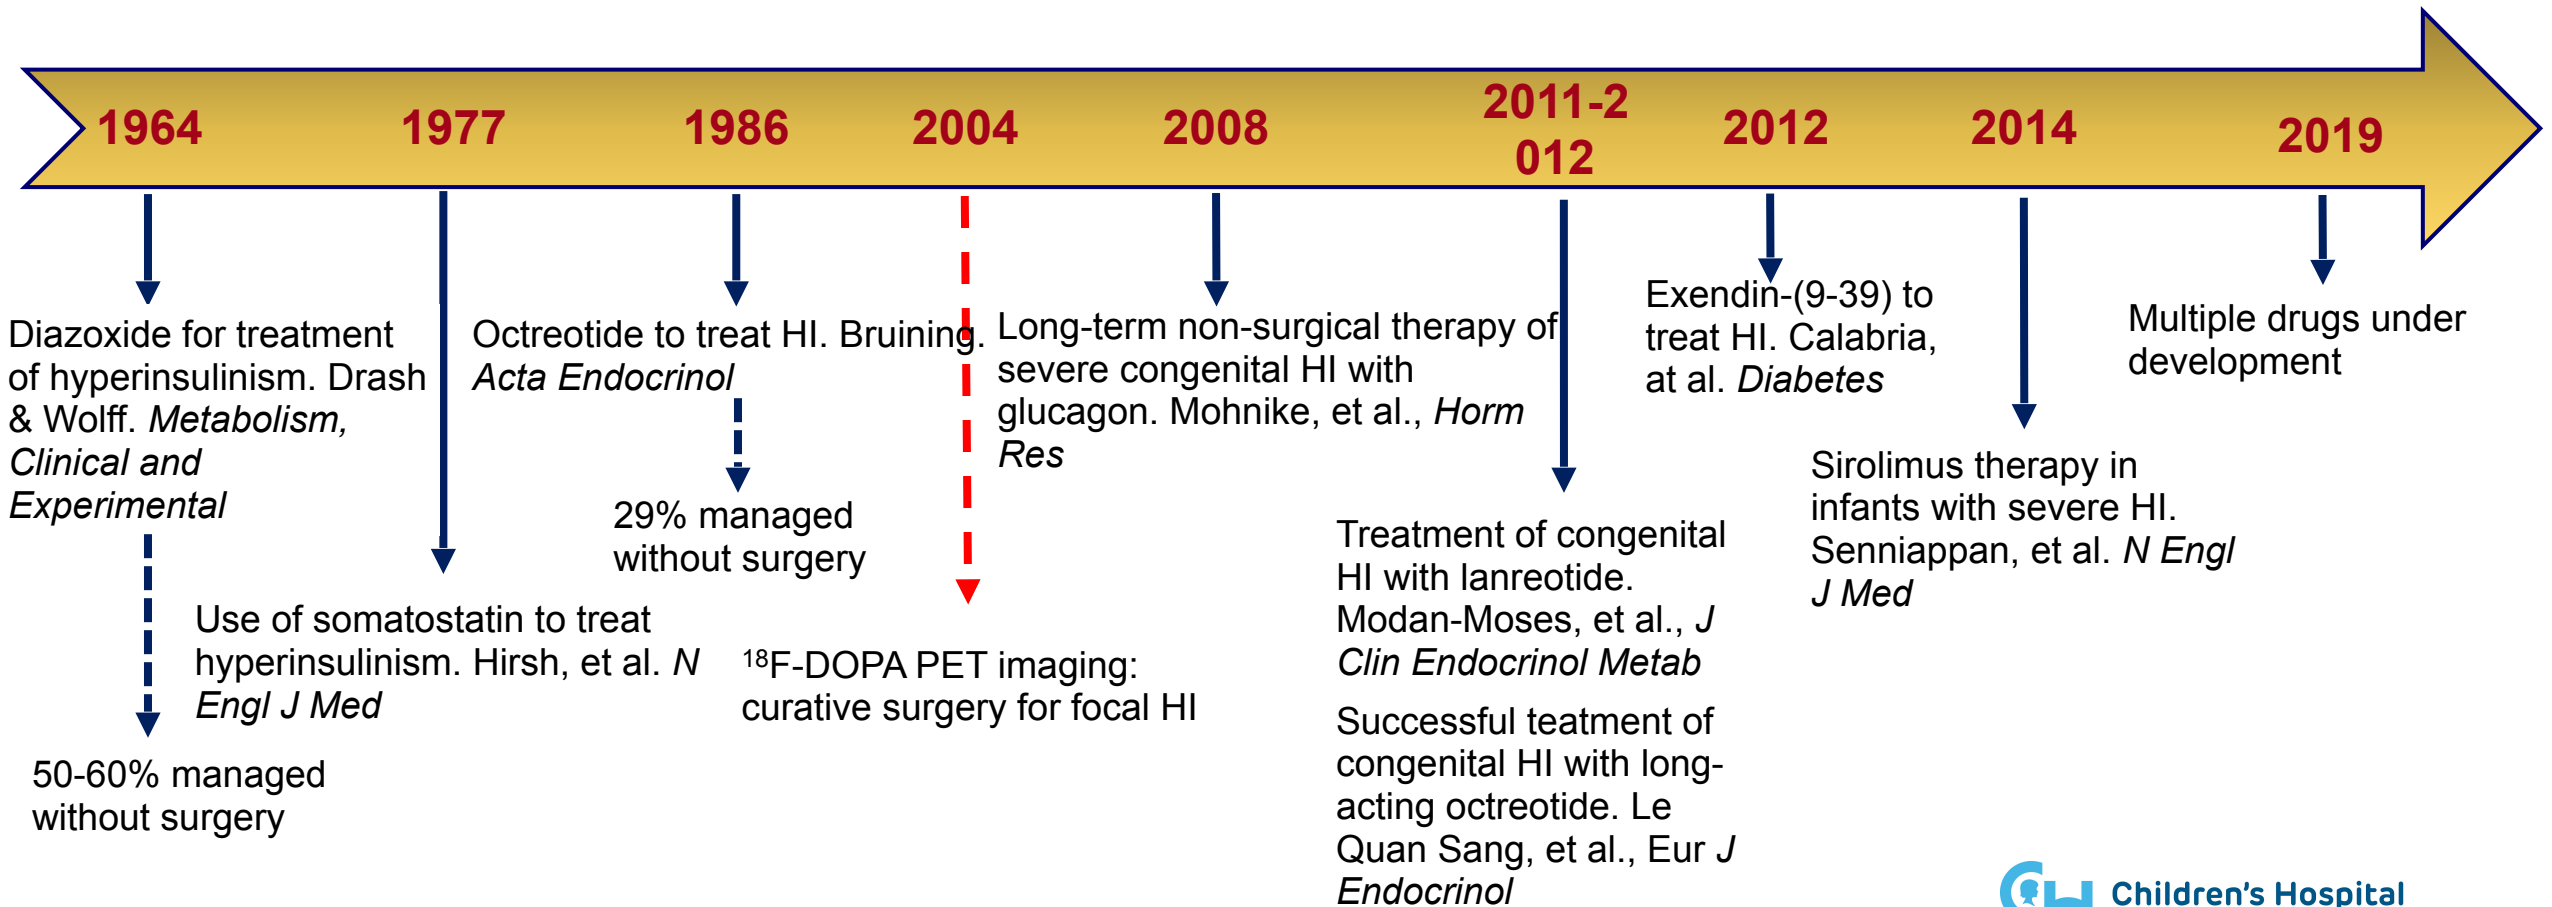 1964
1977
1986
2004
2008
2011-2
012
2012
2014
2019
Diazoxide for treatment
of hyperinsulinism. Drash
& Wolff. Metabolism,
Clinical and
Experimental
50-60% managed
without surgery
Use of somatostatin to treat
hyperinsulinism. Hirsh, et al. N
Engl J Med
Octreotide to treat HI. Bruining.
Acta Endocrinol
29% managed
without surgery
18F-DOPA PET imaging:
curative surgery for focal HI
Long-term non-surgical therapy of
severe congenital HI with
glucagon. Mohnike, et al., Horm
Res
Treatment of congenital
HI with lanreotide.
Modan-Moses, et al., J
Clin Endocrinol Metab
Successful teatment of
congenital HI with long-
acting octreotide. Le
Quan Sang, et al., Eur J
Endocrinol
Exendin-(9-39) to
treat HI. Calabria,
at al. Diabetes
Sirolimus therapy in
infants with severe HI.
Senniappan, et al. N Engl
J Med
Multiple drugs under
development
Children's Hospital